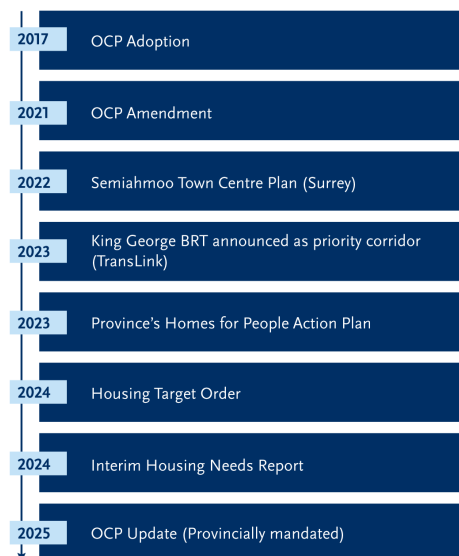 2017
OCP Adoption
2021
OCP Amendment
2022
Semiahmoo Town Centre Plan (Surrey)
2023
King George BRT announced as priority corridor
(TransLink)
2023
Province's Homes for People Action Plan
2024
Housing Target Order
2024
Interim Housing Needs Report
2025
OCP Update (Provincially mandated)